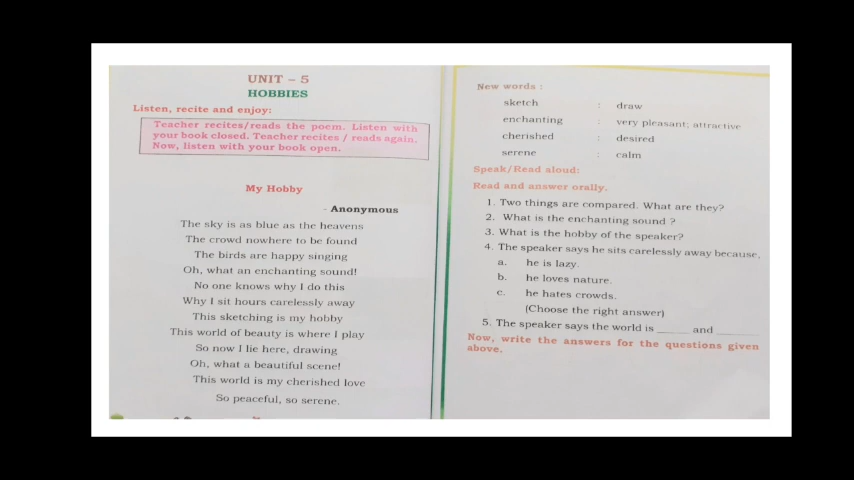 UNIT – 5
HOBBIES
Listen, recite and enjoy:
Teacher recites/reads the poem. Listen with
your book closed. Teacher recites / reads again.
Now, listen with your book open.
My Hobby
- Anonymous
The sky is as blue as the heavens
The crowd nowhere to be found
The birds are happy singing
Oh, what an enchanting sound!
No one knows why I do this
Why I sit hours carelessly away
This sketching is my hobby
This world of beauty is where I play
So now I lie here, drawing
Oh, what a beautiful scene!
This world is my cherished love
So peaceful, so serene.
New words :
sketch : draw
enchanting : very pleasant; attractive
cherished : desired
serene : calm
Speak/Read aloud:
Read and answer orally.
1. Two things are compared. What are they?
2. What is the enchanting sound ?
3. What is the hobby of the speaker?
4. The speaker says he sits carelessly away because,
a. he is lazy.
b. he loves nature.
c. he hates crowds.
(Choose the right answer)
5. The speaker says the world is _____ and _______
Now, write the answers for the questions given
above.